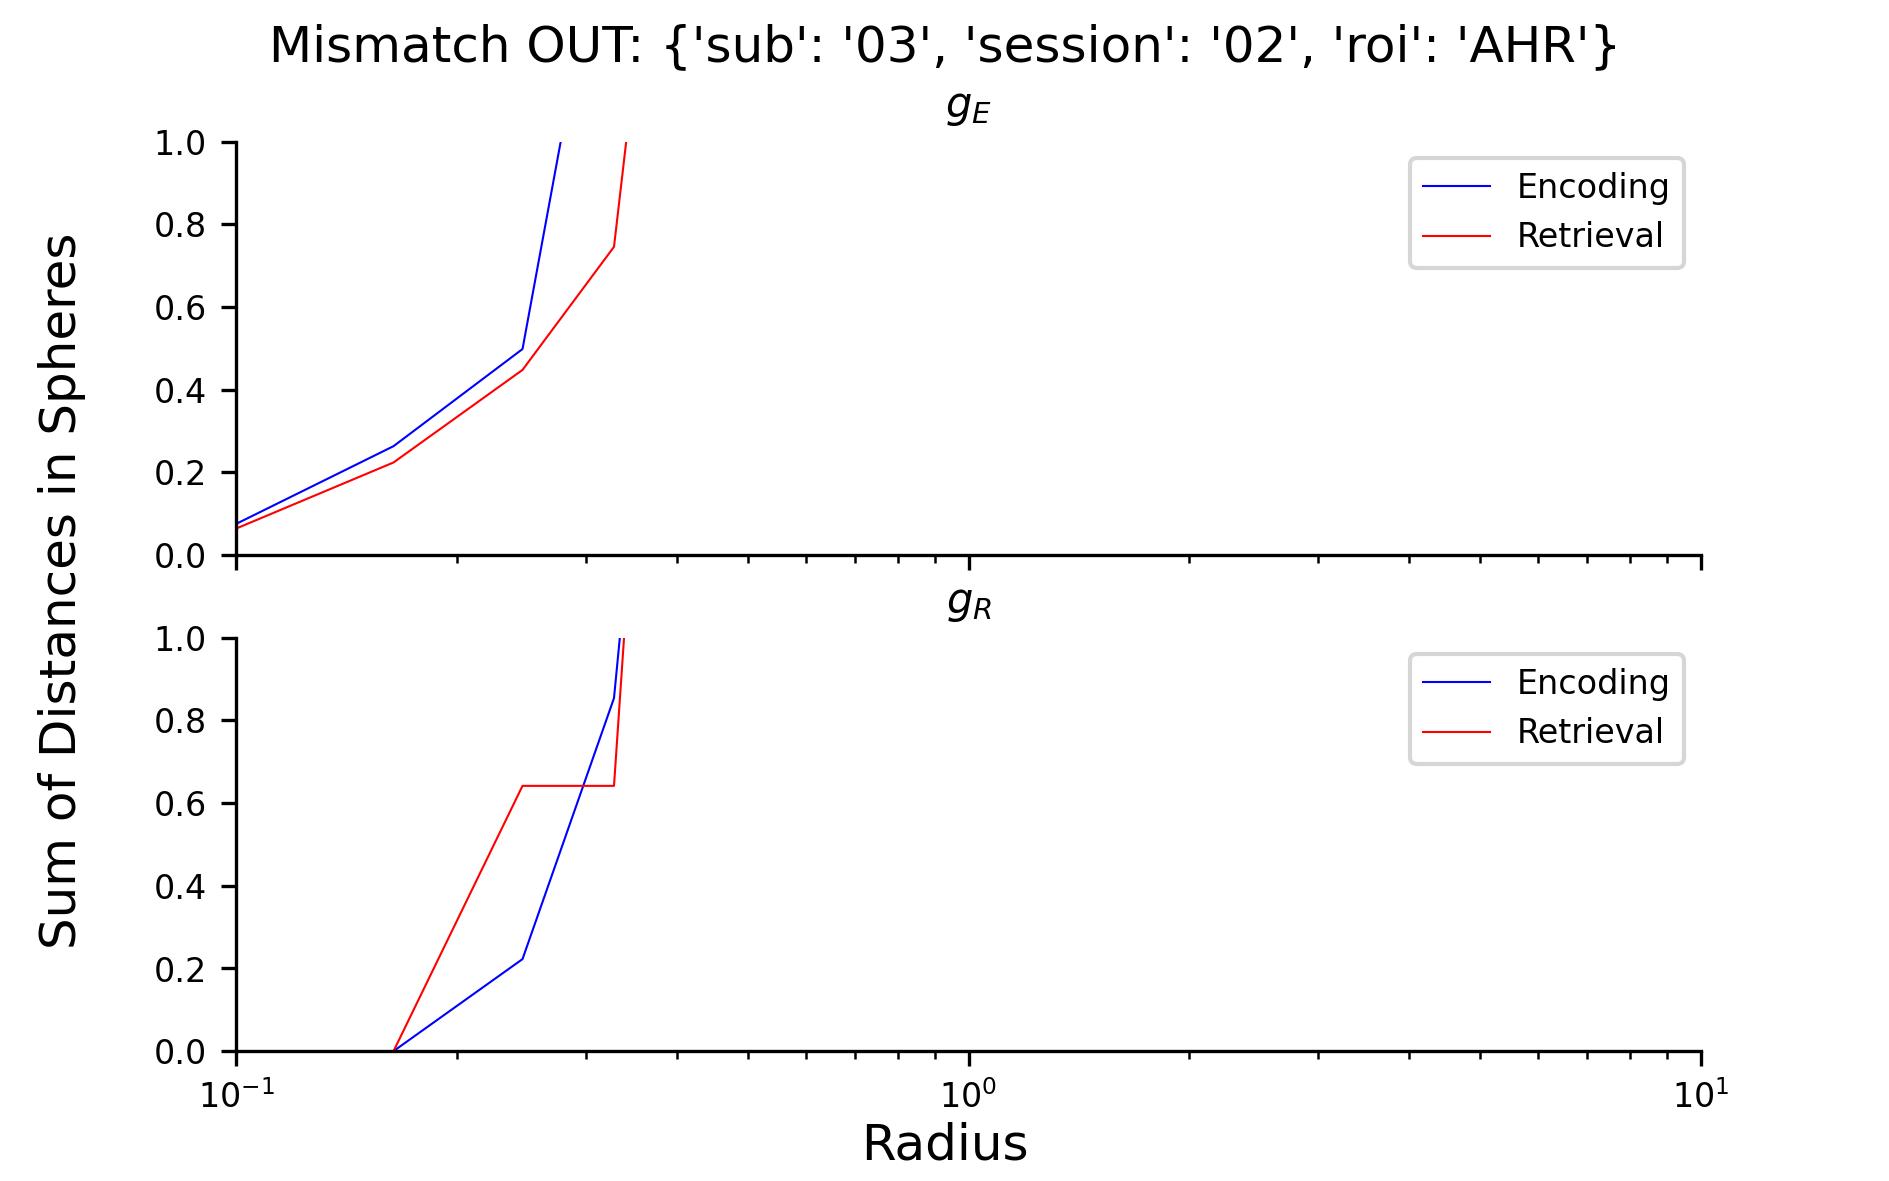 Mismatch OUT: {'sub': '03', 'session': '02', 'roi': 'AHR'}
g_E
1.0
0.8
0.6
0.4
0.2
0.0
Encoding
Retrieval
Sum of Distances in Spheres
g_R
1.0
0.8
0.6
0.4
0.2
0.0
Encoding
Retrieval
10⁻¹ 10⁰ 10¹
Radius